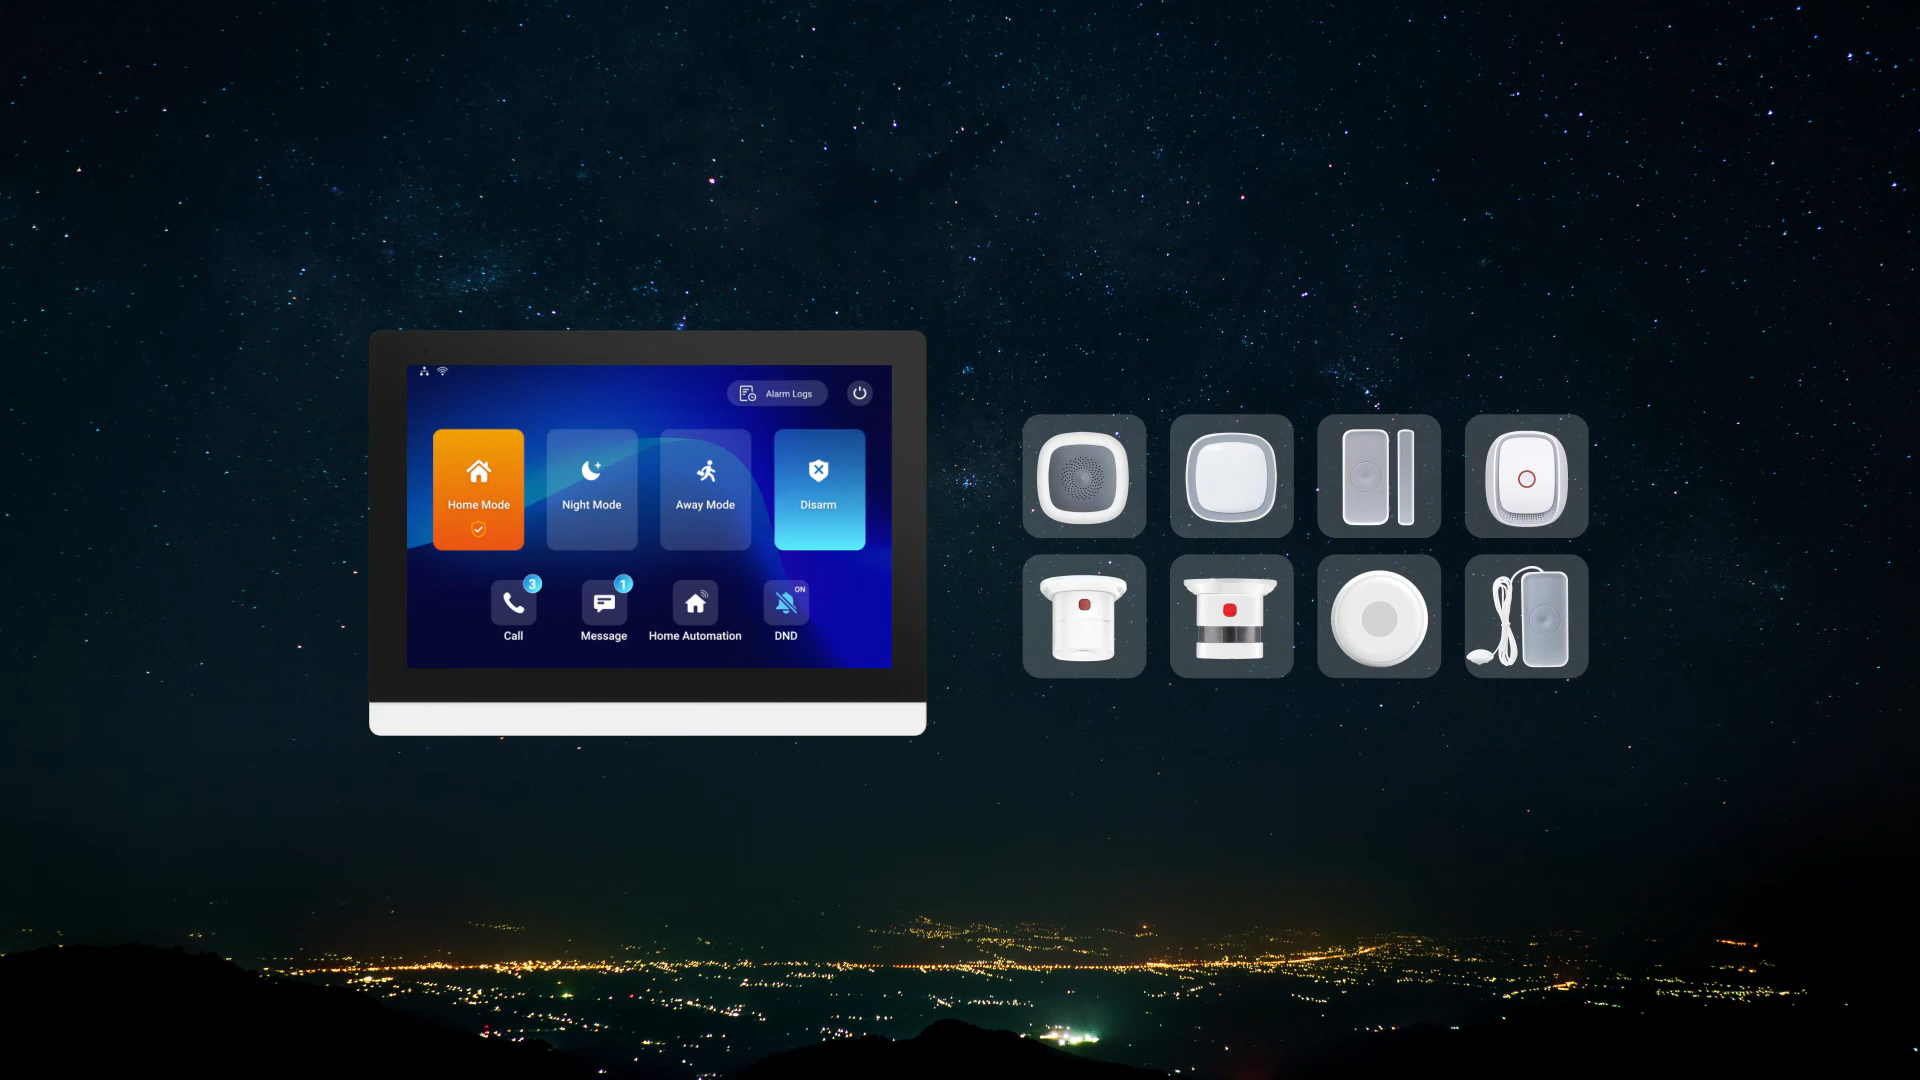 Alarm Logs
Home Mode
Night Mode
Away Mode
Disarm
3
1
ON
Call
Message
Home Automation
DND